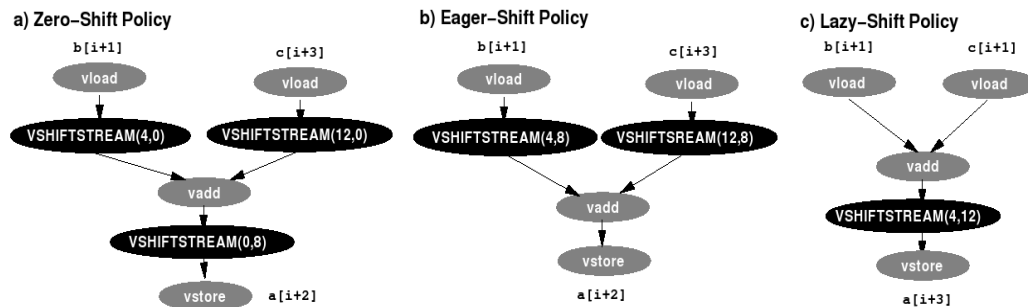 a) Zero-Shift Policy
b[i+1]
c[i+3]
vload
vload
VSHIFTSTREAM(4,0)
VSHIFTSTREAM(12,0)
vadd
VSHIFTSTREAM(0,8)
vstore
a[i+2]
b) Eager-Shift Policy
b[i+1]
c[i+3]
vload
vload
VSHIFTSTREAM(4,8)
VSHIFTSREAM(12,8)
vadd
vstore
a[i+2]
c) Lazy-Shift Policy
b[i+1]
c[i+1]
vload
vload
vadd
VSHIFTSTREAM(4,12)
vstore
a[i+3]